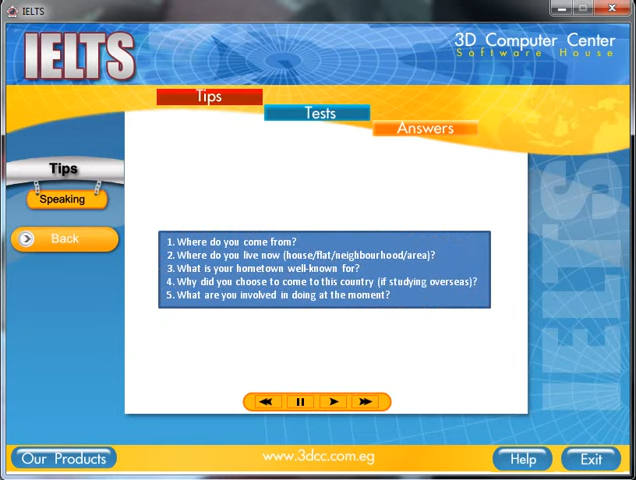 IELTS
IELTS
3D Computer Center
Software House
Tips
Tests
Answers
Tips
Speaking
Back
1. Where do you come from?
2. Where do you live now (house/flat/neighbourhood/area)?
3. What is your hometown well-known for?
4. Why did you choose to come to this country (if studying overseas)?
5. What are you involved in doing at the moment?
IELTS
Our Products
www.3dcc.com.eg
Help
Exit